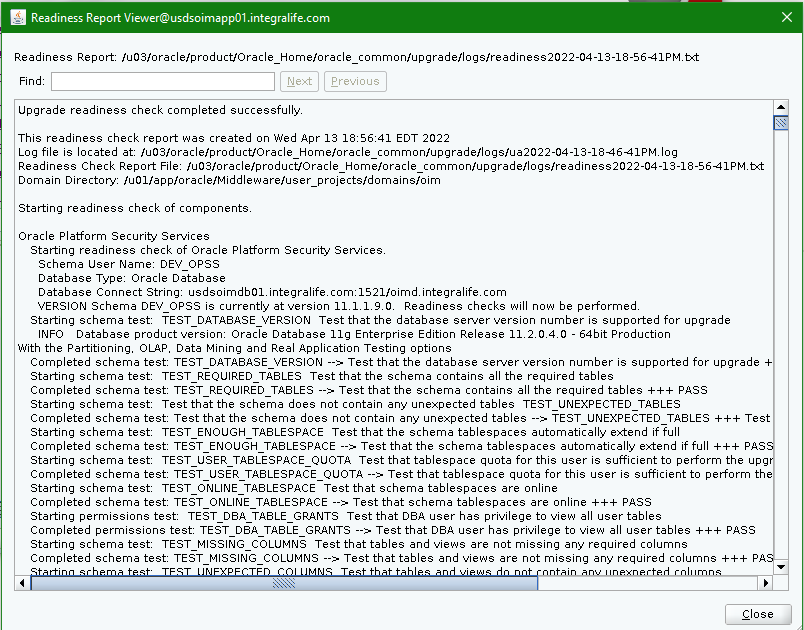 Readiness Report Viewer@usdsoimapp01.integralife.com
Readiness Report: /u03/oracle/product/Oracle_Home/oracle_common/upgrade/logs/readiness2022-04-13-18-56-41PM.txt
Find: Next Previous
Upgrade readiness check completed successfully.
This readiness check report was created on Wed Apr 13 18:56:41 EDT 2022
Log file is located at: /u03/oracle/product/Oracle_Home/oracle_common/upgrade/logs/ua2022-04-13-18-46-41PM.log
Readiness Check Report File: /u03/oracle/product/Oracle_Home/oracle_common/upgrade/logs/readiness2022-04-13-18-56-41PM.txt
Domain Directory: /u01/app/oracle/Middleware/user_projects/domains/oim
Starting readiness check of components.
Oracle Platform Security Services
Starting readiness check of Oracle Platform Security Services.
Schema User Name: DEV_OPSS
Database Type: Oracle Database
Database Connect String: usdsoimdb01.integralife.com:1521/oimd.integralife.com
VERSION Schema DEV_OPSS is currently at version 11.1.1.9.0.  Readiness checks will now be performed.
Starting schema test:  TEST_DATABASE_VERSION  Test that the database server version number is supported for upgrade
INFO   Database product version: Oracle Database 11g Enterprise Edition Release 11.2.0.4.0 - 64bit Production
With the Partitioning, OLAP, Data Mining and Real Application Testing options
Completed schema test: TEST_DATABASE_VERSION --> Test that the database server version number is supported for upgrade +
Starting schema test:  TEST_REQUIRED_TABLES  Test that the schema contains all the required tables
Completed schema test: TEST_REQUIRED_TABLES --> Test that the schema contains all the required tables +++ PASS
Starting schema test:  Test that the schema does not contain any unexpected tables  TEST_UNEXPECTED_TABLES
Completed schema test: Test that the schema does not contain any unexpected tables --> TEST_UNEXPECTED_TABLES +++ Test
Starting schema test:  TEST_ENOUGH_TABLESPACE  Test that the schema tablespaces automatically extend if full
Completed schema test: TEST_ENOUGH_TABLESPACE --> Test that the schema tablespaces automatically extend if full +++ PASS
Starting schema test:  TEST_USER_TABLESPACE_QUOTA  Test that tablespace quota for this user is sufficient to perform the upgr
Completed schema test: TEST_USER_TABLESPACE_QUOTA --> Test that tablespace quota for this user is sufficient to perform the
Starting schema test:  TEST_ONLINE_TABLESPACE  Test that schema tablespaces are online
Completed schema test: TEST_ONLINE_TABLESPACE --> Test that schema tablespaces are online +++ PASS
Starting permissions test:  TEST_DBA_TABLE_GRANTS  Test that DBA user has privilege to view all user tables
Completed permissions test: TEST_DBA_TABLE_GRANTS --> Test that DBA user has privilege to view all user tables +++ PASS
Starting schema test:  TEST_MISSING_COLUMNS  Test that tables and views are not missing any required columns
Completed schema test: TEST_MISSING_COLUMNS --> Test that tables and views are not missing any required columns +++ PAS
Starting schema test:  TEST_UNEXPECTED_COLUMNS  Test that tables and views do not contain any unexpected columns
Close